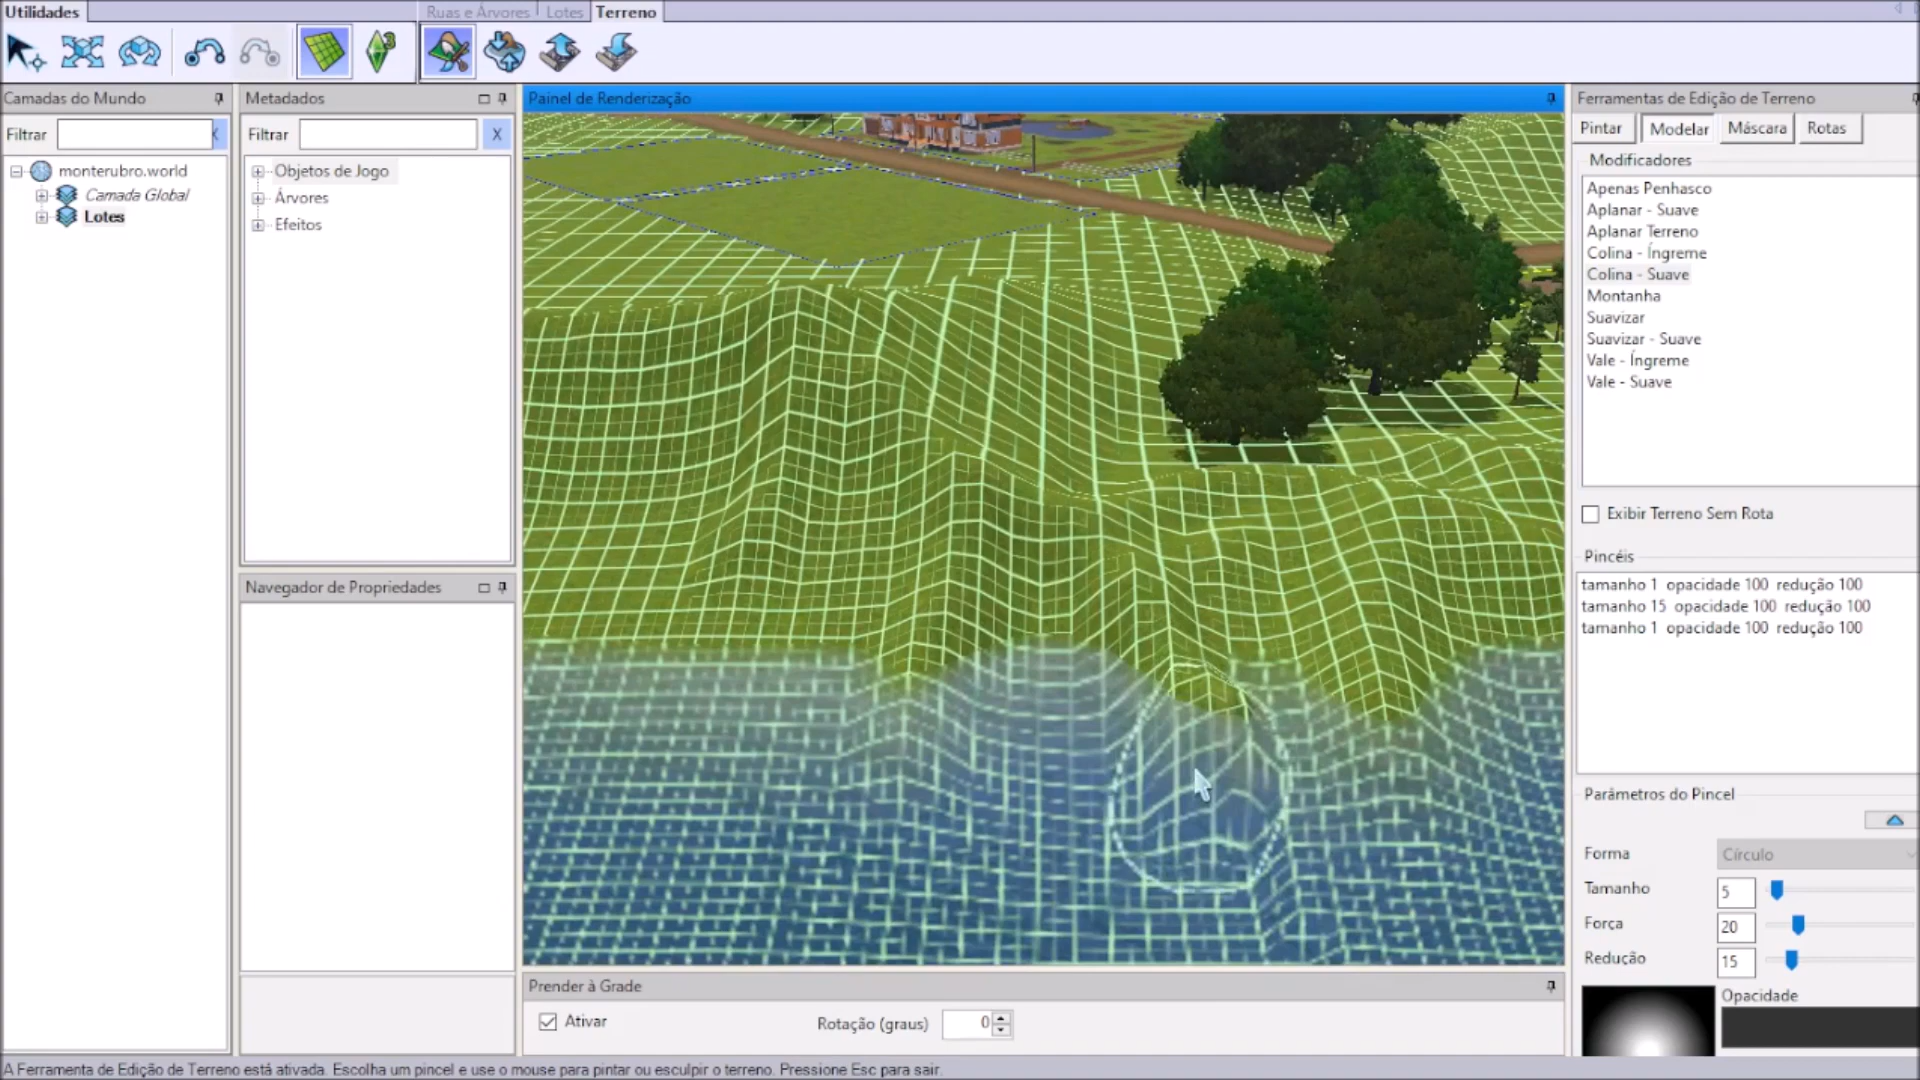 Utilidades
Ruas e Árvores
Lotes
Terreno
3
Camadas do Mundo
Filtrar
monterubro.world
Camada Global
Lotes
Metadados
Filtrar
X
Objetos de Jogo
Árvores
Efeitos
Navegador de Propriedades
Painel de Renderização
Prender à Grade
Ativar
Rotação (graus)
0
Ferramentas de Edição de Terreno
Pintar
Modelar
Máscara
Rotas
Modificadores
Apenas Penhasco
Aplanar - Suave
Aplanar Terreno
Colina - Íngreme
Colina - Suave
Montanha
Suavizar
Suavizar - Suave
Vale - Íngreme
Vale - Suave
Exibir Terreno Sem Rota
Pincéis
tamanho 1 opacidade 100 redução 100
tamanho 15 opacidade 100 redução 100
tamanho 1 opacidade 100 redução 100
Parâmetros do Pincel
Forma
Círculo
Tamanho
5
Força
20
Redução
15
Opacidade
A Ferramenta de Edição de Terreno está ativada. Escolha um pincel e use o mouse para pintar ou esculpir o terreno. Pressione Esc para sair.